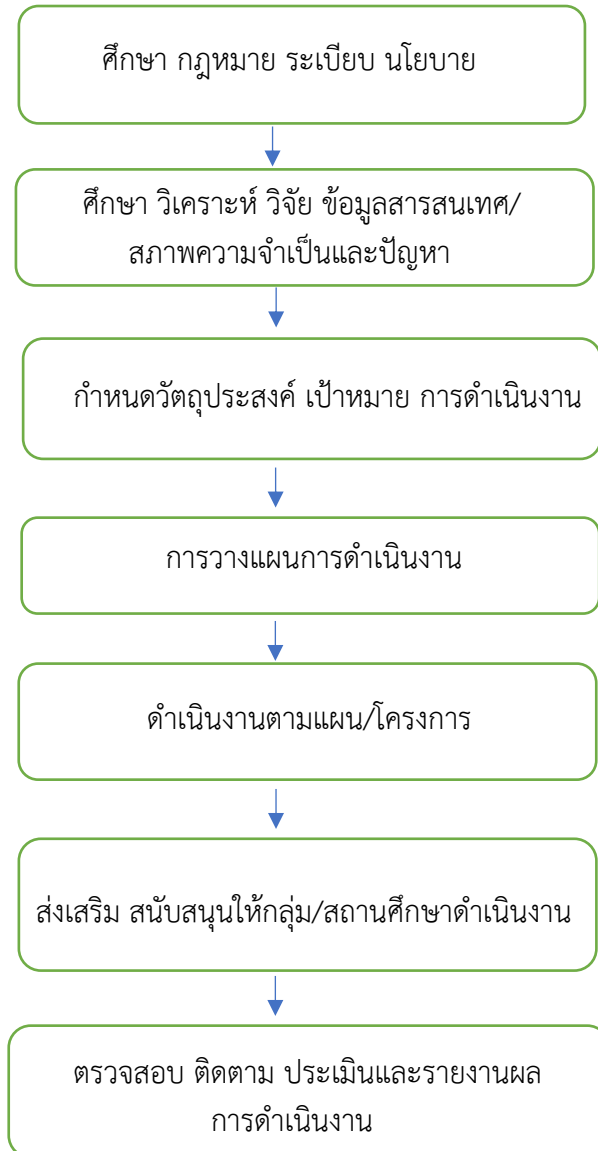 ศึกษา กฎหมาย ระเบียบ นโยบาย
ศึกษา วิเคราะห์ วิจัย ข้อมูลสารสนเทศ/
สภาพความจำเป็นและปัญหา
กำหนดวัตถุประสงค์ เป้าหมาย การดำเนินงาน
การวางแผนการดำเนินงาน
ดำเนินงานตามแผน/โครงการ
ส่งเสริม สนับสนุนให้กลุ่ม/สถานศึกษาดำเนินงาน
ตรวจสอบ ติดตาม ประเมินและรายงานผล
การดำเนินงาน